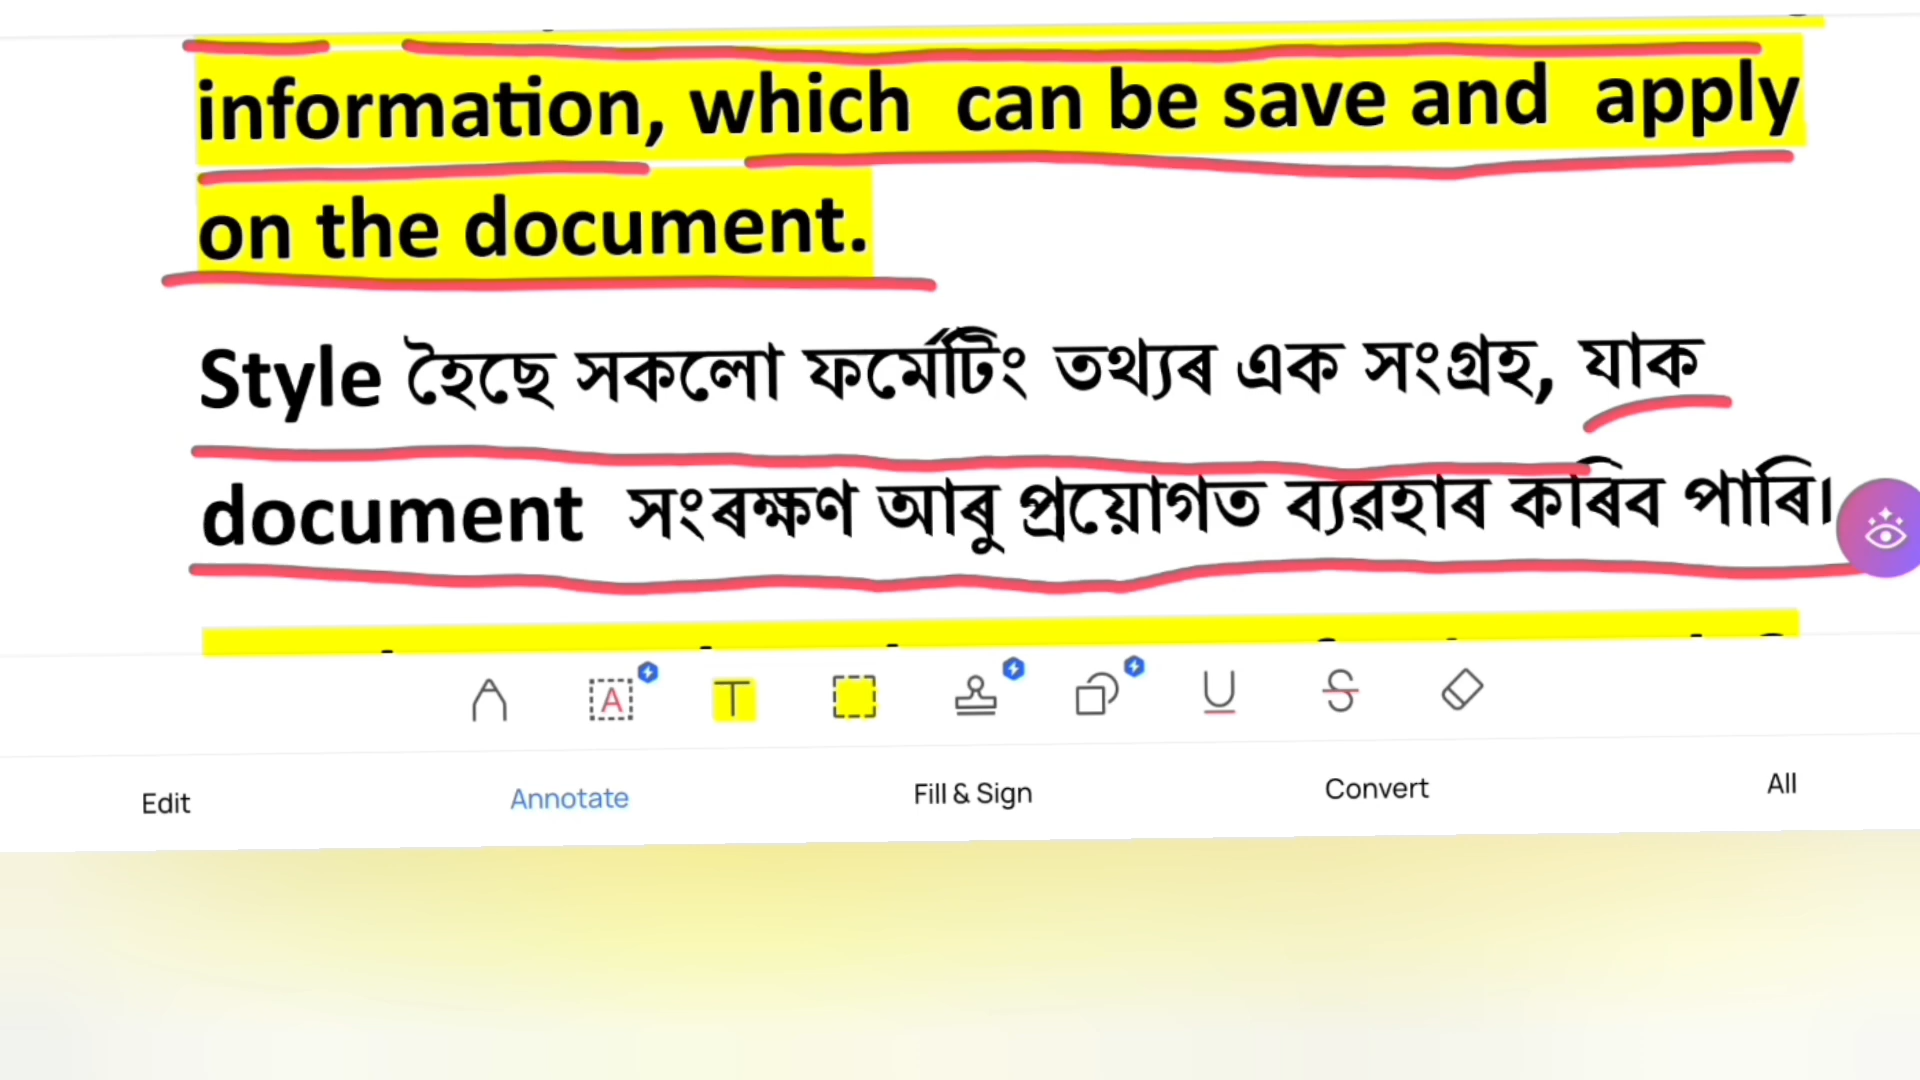 information, which can be save and apply
on the document.
Style হৈছে সকলো ফৰ্মেটিং তথ্যৰ এক সংগ্ৰহ, যাক
document সংৰক্ষণ আৰু প্ৰয়োগত ব্যৱহাৰ কৰিব পাৰি।
Edit Annotate Fill & Sign Convert All